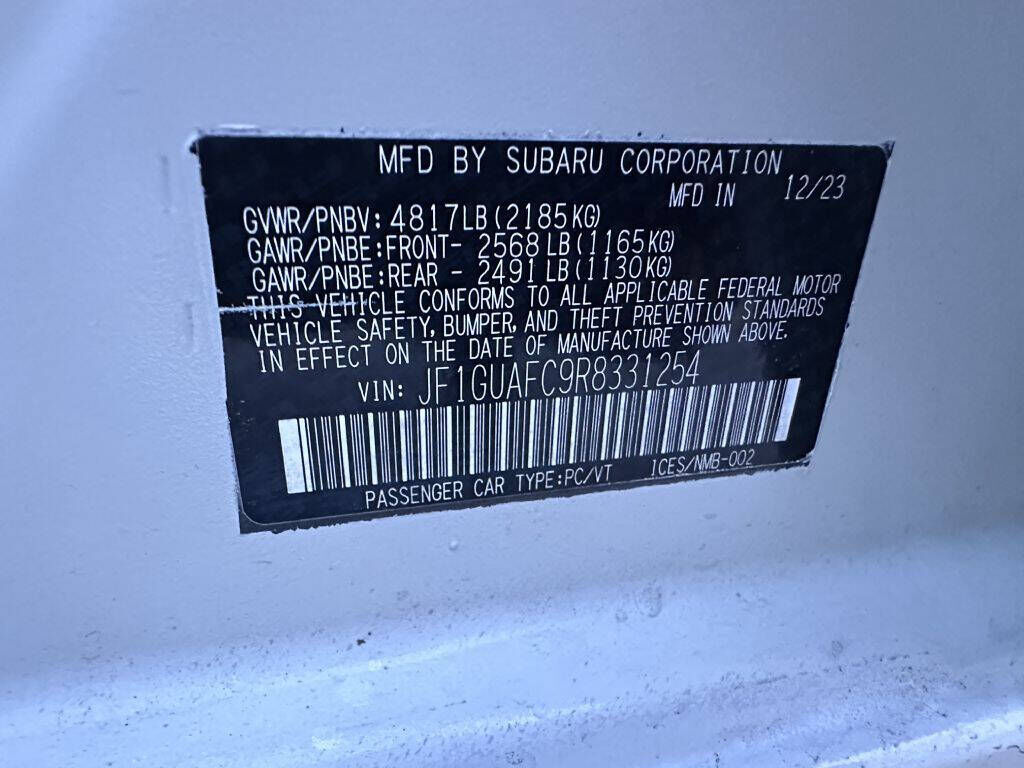 MFD BY SUBARU CORPORATION
MFD IN 12/23
GVWR/PNBV: 4817LB(2185KG)
GAWR/PNBE:FRONT- 2568 LB(1165KG)
GAWR/PNBE:REAR - 2491 LB(1130KG)
THIS VEHICLE CONFORMS TO ALL APPLICABLE FEDERAL MOTOR
VEHICLE SAFETY, BUMPER, AND THEFT PREVENTION STANDARDS
IN EFFECT ON THE DATE OF MANUFACTURE SHOWN ABOVE.
VIN: JF1GUAFC9R8331254
PASSENGER CAR TYPE:PC/VT ICES/NMB-002